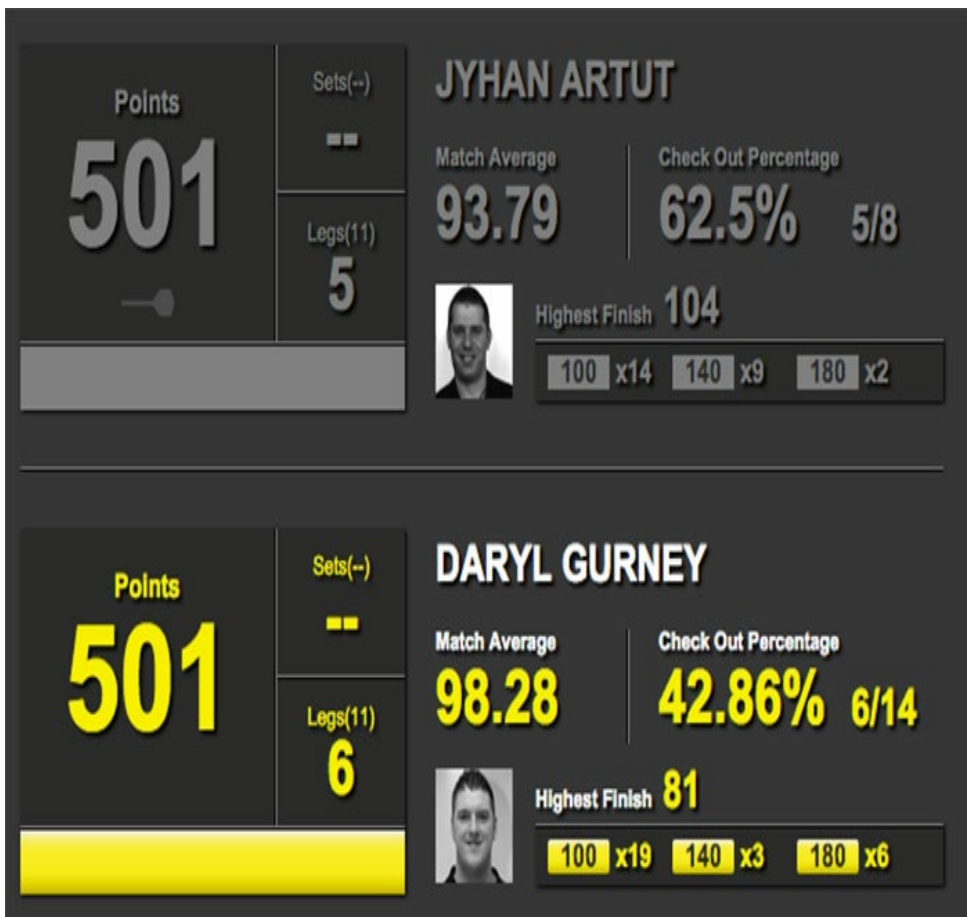 JYHAN ARTUT
Points
501
Sets(--)
--
Legs(11)
5
Match Average
93.79
Check Out Percentage
62.5% 5/8
Highest Finish 104
100 x14 140 x9 180 x2
DARYL GURNEY
Points
501
Sets(--)
--
Legs(11)
6
Match Average
98.28
Check Out Percentage
42.86% 6/14
Highest Finish 81
100 x19 140 x3 180 x6